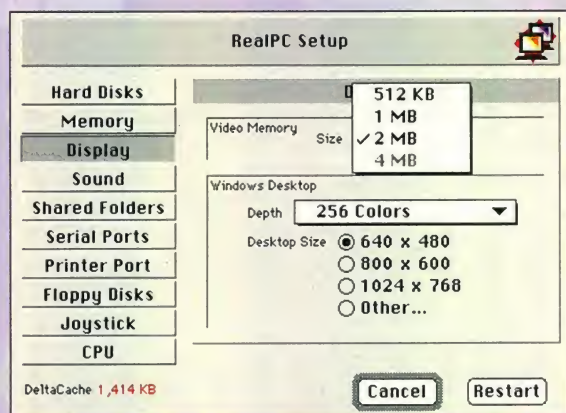 RealPC Setup
Hard Disks
Memory
Display
Sound
Shared Folders
Serial Ports
Printer Port
Floppy Disks
Joystick
CPU
DeltaCache 1,414 KB
512 KB
1 MB
Video Memory
Size ✓2 MB
4 MB
Windows Desktop
Depth 256 Colors
Desktop Size 640 x 480
800 x 600
1024 x 768
Other...
Cancel Restart